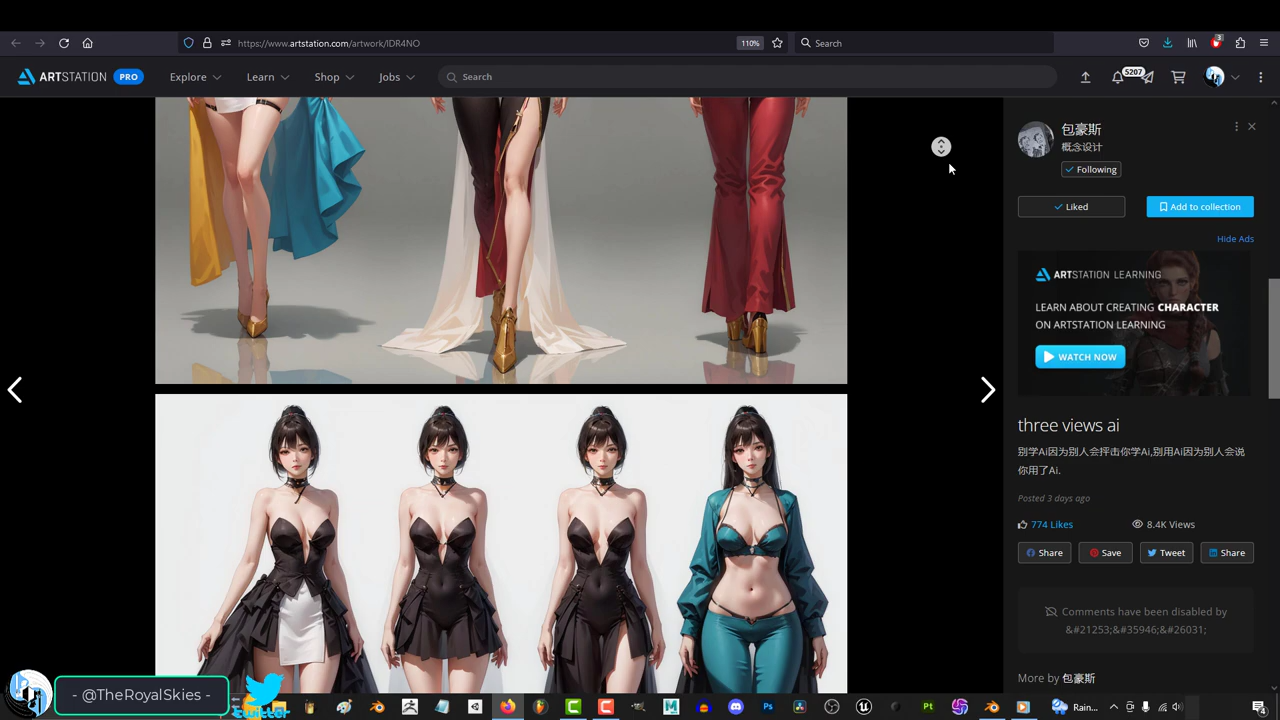 https://www.artstation.com/artwork/lDR4NO
110%
Search
3
ARTSTATION
PRO
Explore
Learn
Shop
Jobs
Search
5207
包豪斯
概念设计
Following
Liked
Add to collection
Hide Ads
ARTSTATION LEARNING
LEARN ABOUT CREATING CHARACTER
ON ARTSTATION LEARNING
WATCH NOW
three views ai
别学Ai因为别人会抨击你学Ai,别用Ai因为别人会说
你用了Ai.
Posted 3 days ago
774 Likes
8.4K Views
Share
Save
Tweet
Share
Comments have been disabled by
&#21253;&#35946;&#26031;
More by 包豪斯
- @TheRoyalSkies -
twitter
Ps
Pt
Rain...